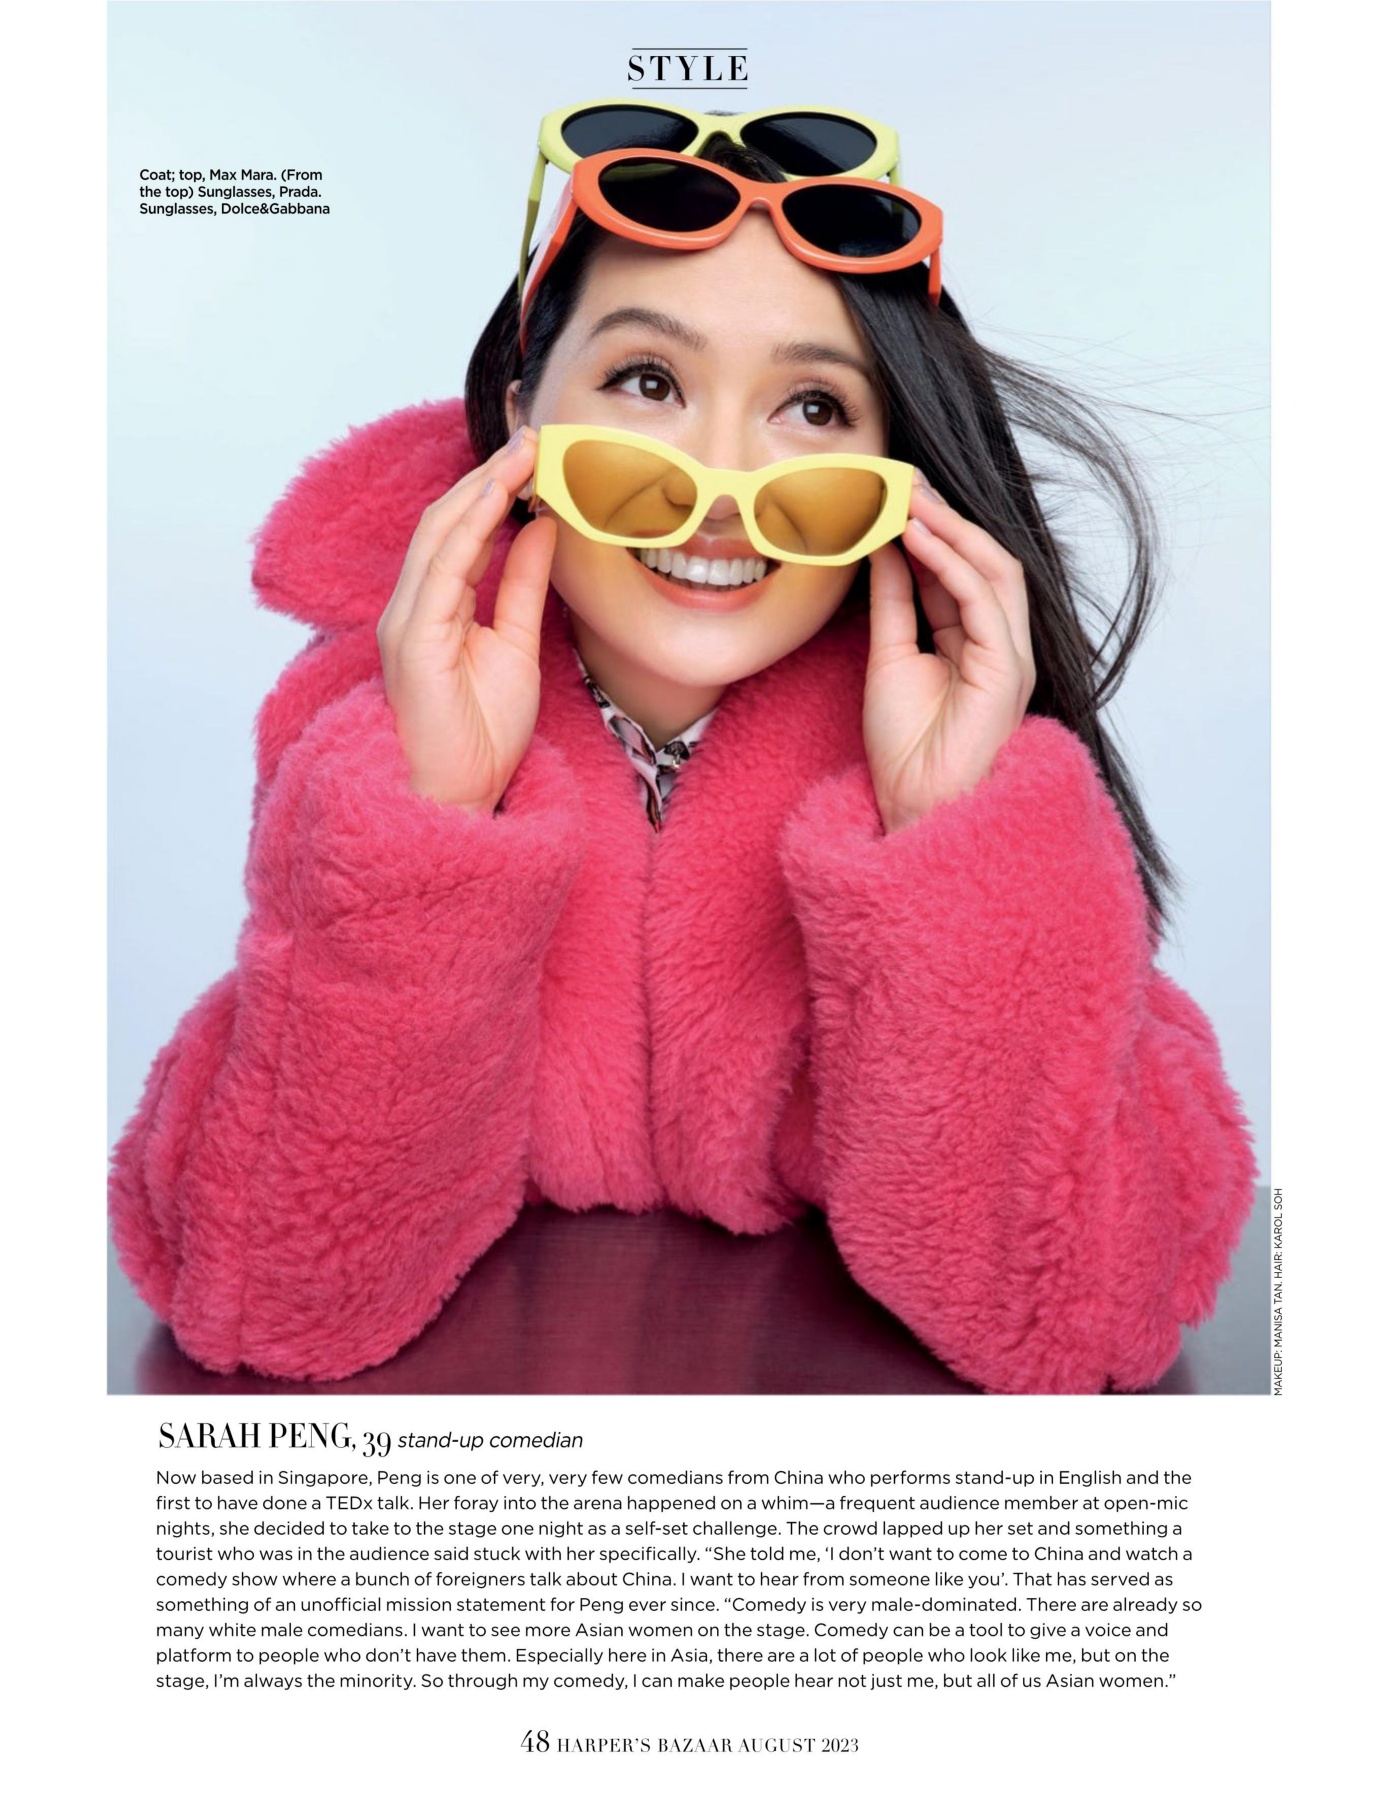 STYLE
Coat; top, Max Mara. (From
the top) Sunglasses, Prada.
Sunglasses, Dolce&Gabbana
MAKEUP: MANISA TAN. HAIR: KAROL SOH
SARAH PENG, 39 stand-up comedian
Now based in Singapore, Peng is one of very, very few comedians from China who performs stand-up in English and the
first to have done a TEDx talk. Her foray into the arena happened on a whim—a frequent audience member at open-mic
nights, she decided to take to the stage one night as a self-set challenge. The crowd lapped up her set and something a
tourist who was in the audience said stuck with her specifically. “She told me, ‘I don’t want to come to China and watch a
comedy show where a bunch of foreigners talk about China. I want to hear from someone like you’. That has served as
something of an unofficial mission statement for Peng ever since. “Comedy is very male-dominated. There are already so
many white male comedians. I want to see more Asian women on the stage. Comedy can be a tool to give a voice and
platform to people who don’t have them. Especially here in Asia, there are a lot of people who look like me, but on the
stage, I’m always the minority. So through my comedy, I can make people hear not just me, but all of us Asian women.”
48 HARPER’S BAZAAR AUGUST 2023